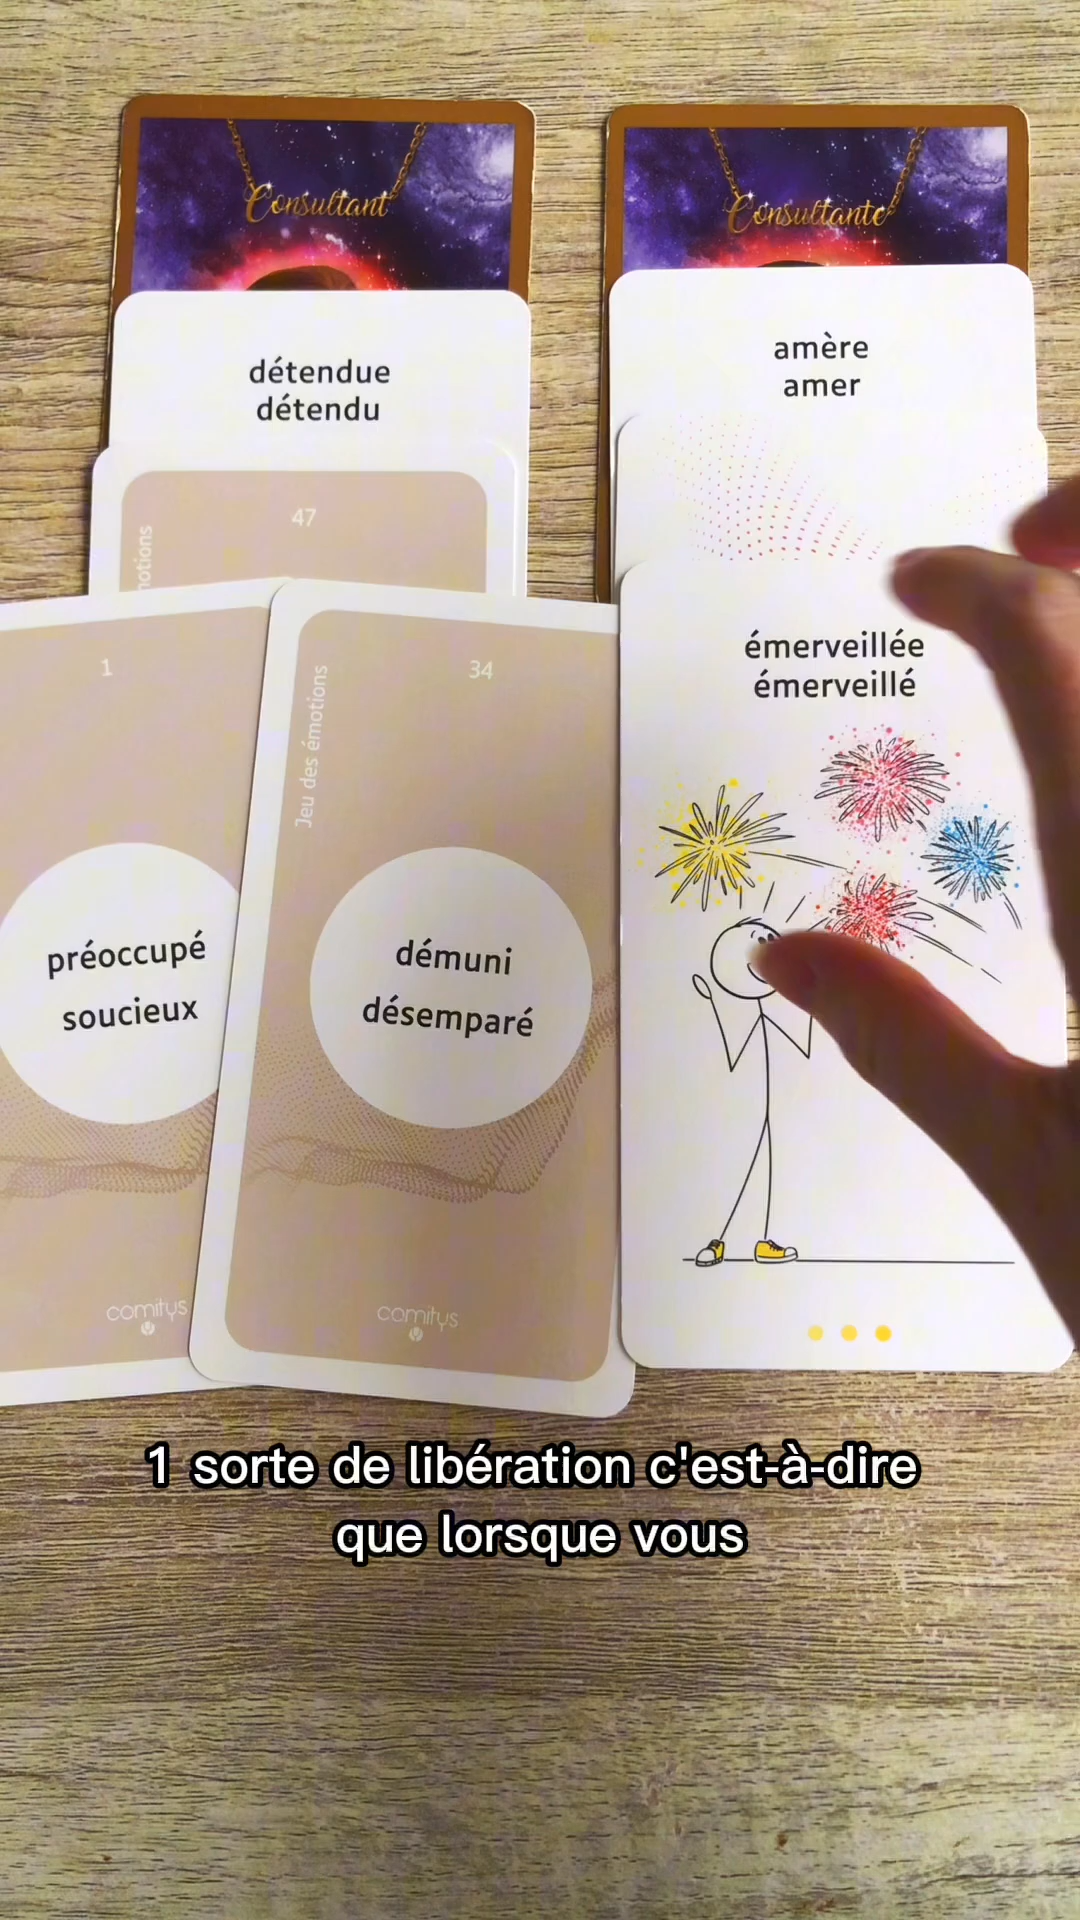 Consultant
Consultante
détendue
détendu
amère
amer
47
émotions
émerveillée
émerveillé
1
34
Jeu des émotions
préoccupé
soucieux
démuni
désemparé
comitys
comitys
1 sorte de libération c'est-à-dire
que lorsque vous